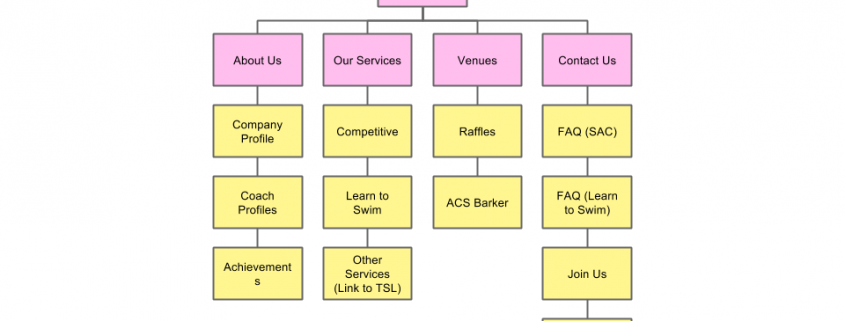 About Us
Our Services
Venues
Contact Us
Company
Profile
Competitive
Raffles
FAQ (SAC)
Coach
Profiles
Learn to
Swim
ACS Barker
FAQ (Learn
to Swim)
Achievement
s
Other
Services
(Link to TSL)
Join Us